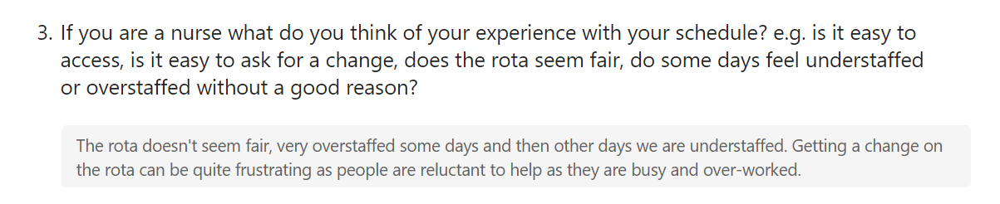 3. If you are a nurse what do you think of your experience with your schedule? e.g. is it easy to
access, is it easy to ask for a change, does the rota seem fair, do some days feel understaffed
or overstaffed without a good reason?
The rota doesn't seem fair, very overstaffed some days and then other days we are understaffed. Getting a change on
the rota can be quite frustrating as people are reluctant to help as they are busy and over-worked.